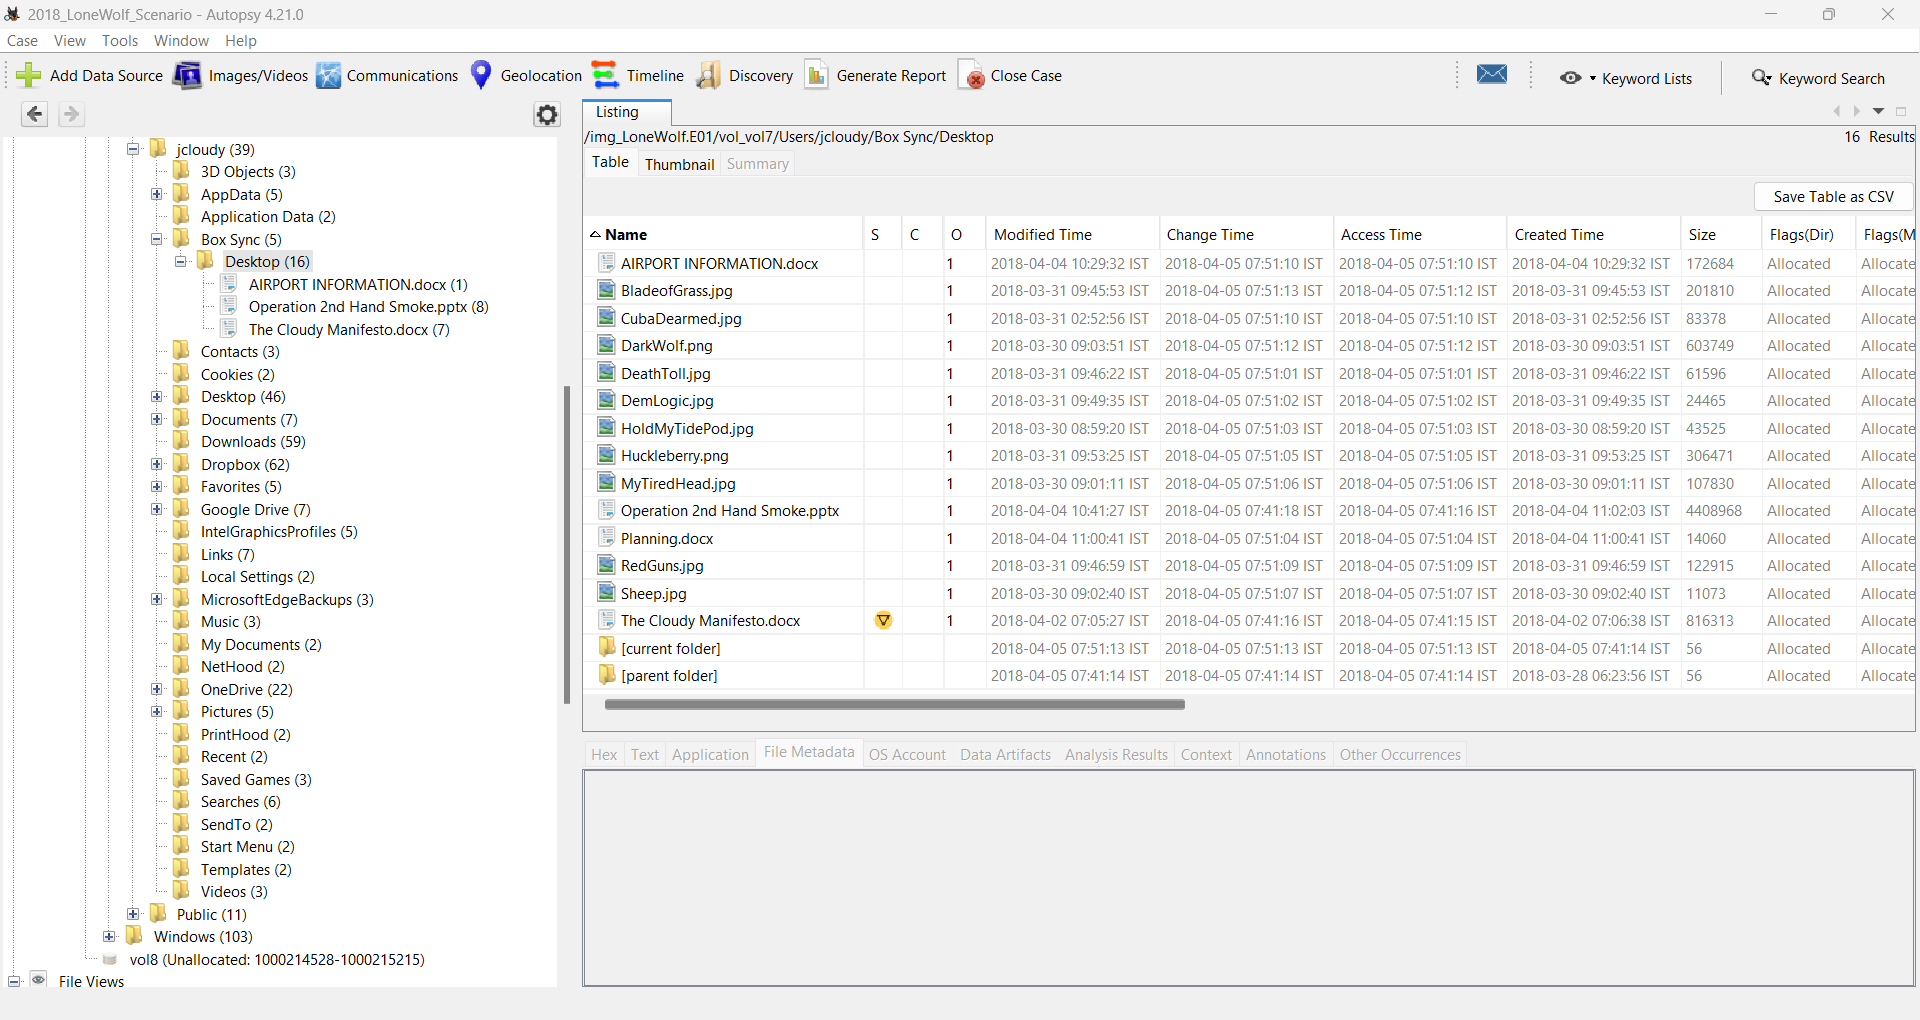 2018_LoneWolf_Scenario - Autopsy 4.21.0
Case View Tools Window Help
Add Data Source Images/Videos Communications Geolocation Timeline Discovery Generate Report Close Case Keyword Lists Keyword Search
jcloudy (39)
3D Objects (3)
AppData (5)
Application Data (2)
Box Sync (5)
Desktop (16)
AIRPORT INFORMATION.docx (1)
Operation 2nd Hand Smoke.pptx (8)
The Cloudy Manifesto.docx (7)
Contacts (3)
Cookies (2)
Desktop (46)
Documents (7)
Downloads (59)
Dropbox (62)
Favorites (5)
Google Drive (7)
IntelGraphicsProfiles (5)
Links (7)
Local Settings (2)
MicrosoftEdgeBackups (3)
Music (3)
My Documents (2)
NetHood (2)
OneDrive (22)
Pictures (5)
PrintHood (2)
Recent (2)
Saved Games (3)
Searches (6)
SendTo (2)
Start Menu (2)
Templates (2)
Videos (3)
Public (11)
Windows (103)
vol8 (Unallocated: 1000214528-1000215215)
File Views
Listing
/img_LoneWolf.E01/vol_vol7/Users/jcloudy/Box Sync/Desktop 16 Results
Table Thumbnail Summary
Save Table as CSV
Name S C O Modified Time Change Time Access Time Created Time Size Flags(Dir) Flags(M
AIRPORT INFORMATION.docx 1 2018-04-04 10:29:32 IST 2018-04-05 07:51:10 IST 2018-04-05 07:51:10 IST 2018-04-04 10:29:32 IST 172684 Allocated Allocate
BladeofGrass.jpg 1 2018-03-31 09:45:53 IST 2018-04-05 07:51:13 IST 2018-04-05 07:51:12 IST 2018-03-31 09:45:53 IST 201810 Allocated Allocate
CubaDearmed.jpg 1 2018-03-31 02:52:56 IST 2018-04-05 07:51:10 IST 2018-04-05 07:51:10 IST 2018-03-31 02:52:56 IST 83378 Allocated Allocate
DarkWolf.png 1 2018-03-30 09:03:51 IST 2018-04-05 07:51:12 IST 2018-04-05 07:51:12 IST 2018-03-30 09:03:51 IST 603749 Allocated Allocate
DeathToll.jpg 1 2018-03-31 09:46:22 IST 2018-04-05 07:51:01 IST 2018-04-05 07:51:01 IST 2018-03-31 09:46:22 IST 61596 Allocated Allocate
DemLogic.jpg 1 2018-03-31 09:49:35 IST 2018-04-05 07:51:02 IST 2018-04-05 07:51:02 IST 2018-03-31 09:49:35 IST 24465 Allocated Allocate
HoldMyTidePod.jpg 1 2018-03-30 08:59:20 IST 2018-04-05 07:51:03 IST 2018-04-05 07:51:03 IST 2018-03-30 08:59:20 IST 43525 Allocated Allocate
Huckleberry.png 1 2018-03-31 09:53:25 IST 2018-04-05 07:51:05 IST 2018-04-05 07:51:05 IST 2018-03-31 09:53:25 IST 306471 Allocated Allocate
MyTiredHead.jpg 1 2018-03-30 09:01:11 IST 2018-04-05 07:51:06 IST 2018-04-05 07:51:06 IST 2018-03-30 09:01:11 IST 107830 Allocated Allocate
Operation 2nd Hand Smoke.pptx 1 2018-04-04 10:41:27 IST 2018-04-05 07:41:18 IST 2018-04-05 07:41:16 IST 2018-04-04 11:02:03 IST 4408968 Allocated Allocate
Planning.docx 1 2018-04-04 11:00:41 IST 2018-04-05 07:51:04 IST 2018-04-05 07:51:04 IST 2018-04-04 11:00:41 IST 14060 Allocated Allocate
RedGuns.jpg 1 2018-03-31 09:46:59 IST 2018-04-05 07:51:09 IST 2018-04-05 07:51:09 IST 2018-03-31 09:46:59 IST 122915 Allocated Allocate
Sheep.jpg 1 2018-03-30 09:02:40 IST 2018-04-05 07:51:07 IST 2018-04-05 07:51:07 IST 2018-03-30 09:02:40 IST 11073 Allocated Allocate
The Cloudy Manifesto.docx 1 2018-04-02 07:05:27 IST 2018-04-05 07:41:16 IST 2018-04-05 07:41:15 IST 2018-04-02 07:06:38 IST 816313 Allocated Allocate
[current folder] 2018-04-05 07:51:13 IST 2018-04-05 07:51:13 IST 2018-04-05 07:51:13 IST 2018-04-05 07:41:14 IST 56 Allocated Allocate
[parent folder] 2018-04-05 07:41:14 IST 2018-04-05 07:41:14 IST 2018-04-05 07:41:14 IST 2018-03-28 06:23:56 IST 56 Allocated Allocate
Hex Text Application File Metadata OS Account Data Artifacts Analysis Results Context Annotations Other Occurrences